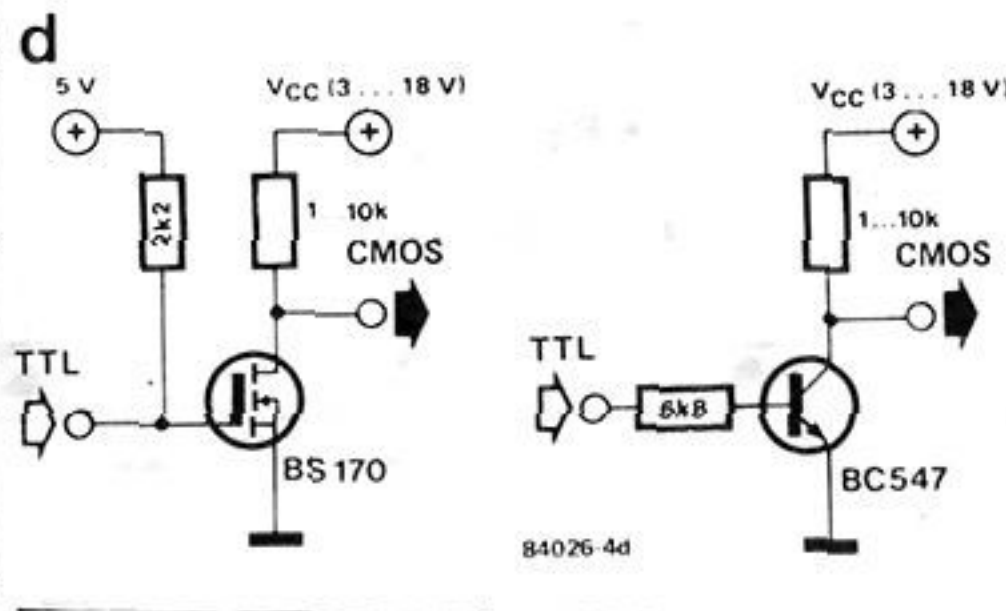 d
5 V
VCC (3 ... 18 V)
2k2
1 ... 10k
CMOS
TTL
BS 170
VCC (3 ... 18 V)
1...10k
CMOS
TTL
BC547
84026-4d